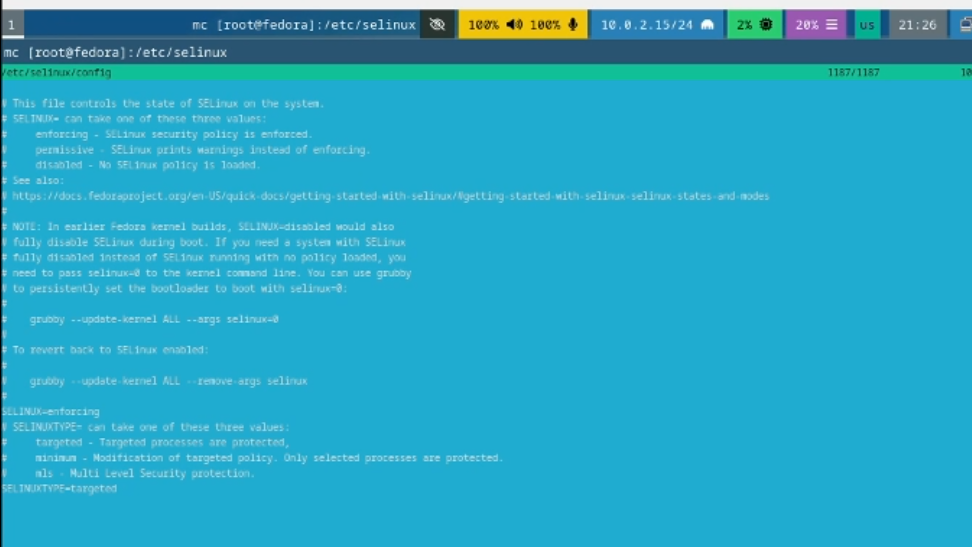 1 mc [root@fedora]:/etc/selinux 100% 100% 10.0.2.15/24 2% 20% us 21:26
mc [root@fedora]:/etc/selinux
/etc/selinux/config 1187/1187 10
# This file controls the state of SELinux on the system.
# SELINUX= can take one of these three values:
#     enforcing - SELinux security policy is enforced.
#     permissive - SELinux prints warnings instead of enforcing.
#     disabled - No SELinux policy is loaded.
# See also:
# https://docs.fedoraproject.org/en-US/quick-docs/getting-started-with-selinux/#getting-started-with-selinux-selinux-states-and-modes
#
# NOTE: In earlier Fedora kernel builds, SELINUX=disabled would also
# fully disable SELinux during boot. If you need a system with SELinux
# fully disabled instead of SELinux running with no policy loaded, you
# need to pass selinux=0 to the kernel command line. You can use grubby
# to persistently set the bootloader to boot with selinux=0:
#
#    grubby --update-kernel ALL --args selinux=0
#
# To revert back to SELinux enabled:
#
#    grubby --update-kernel ALL --remove-args selinux
#
SELINUX=enforcing
# SELINUXTYPE= can take one of these three values:
#     targeted - Targeted processes are protected,
#     minimum - Modification of targeted policy. Only selected processes are protected.
#     mls - Multi Level Security protection.
SELINUXTYPE=targeted